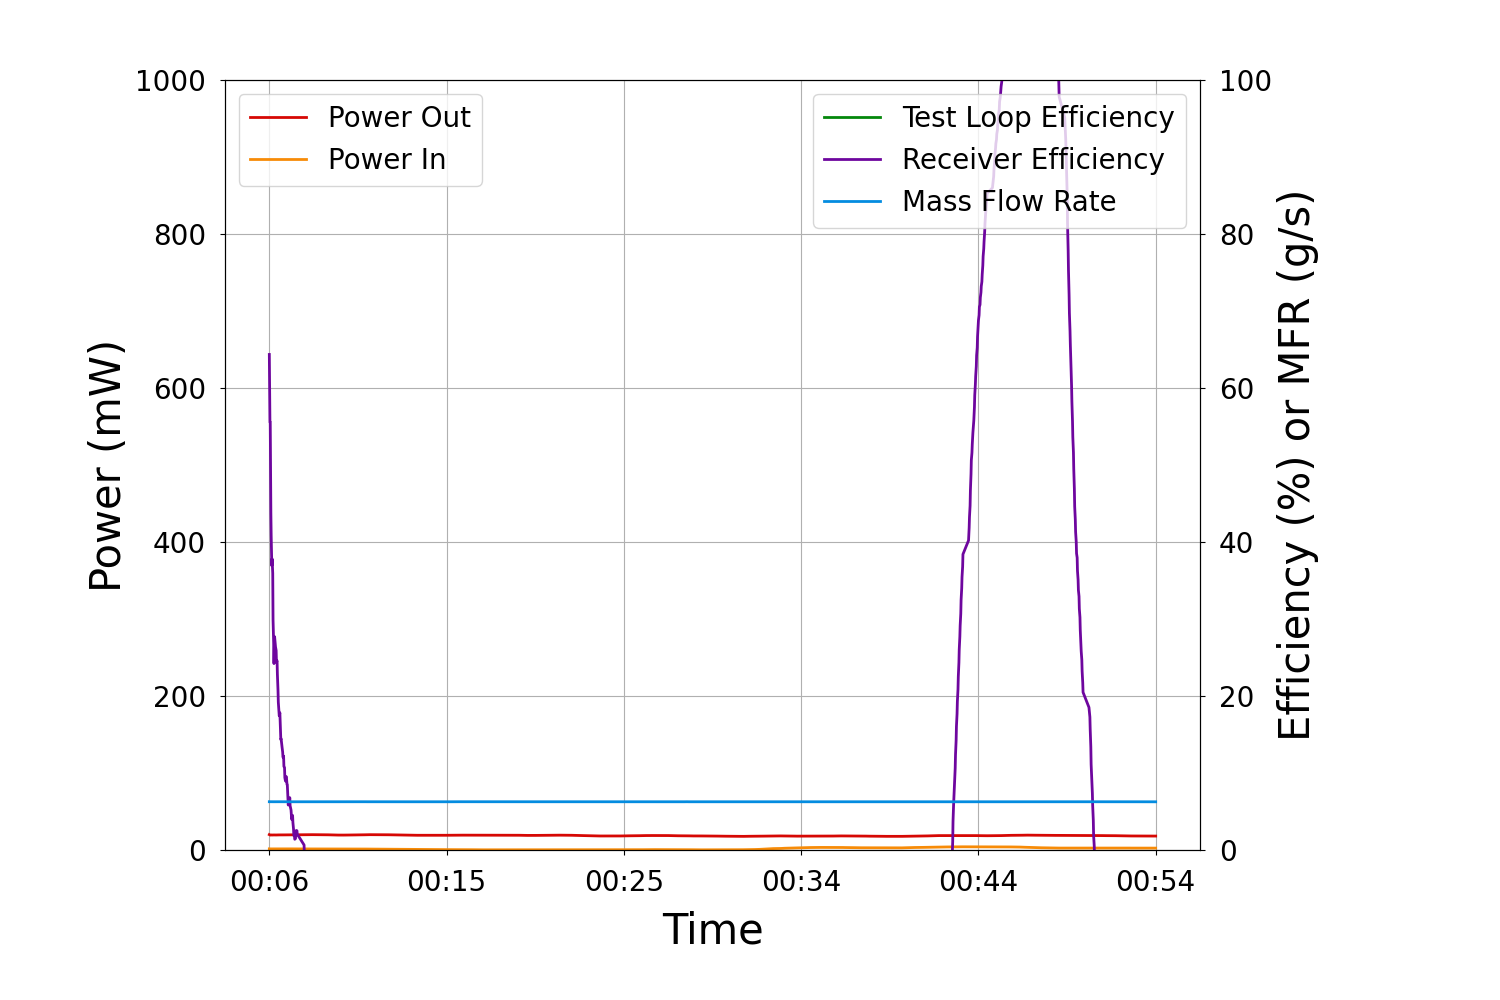 1000
800
600
400
200
0
Power (mW)
Power Out
Power In
Test Loop Efficiency
Receiver Efficiency
Mass Flow Rate
100
80
60
40
20
0
Efficiency (%) or MFR (g/s)
00:06 00:15 00:25 00:34 00:44 00:54
Time